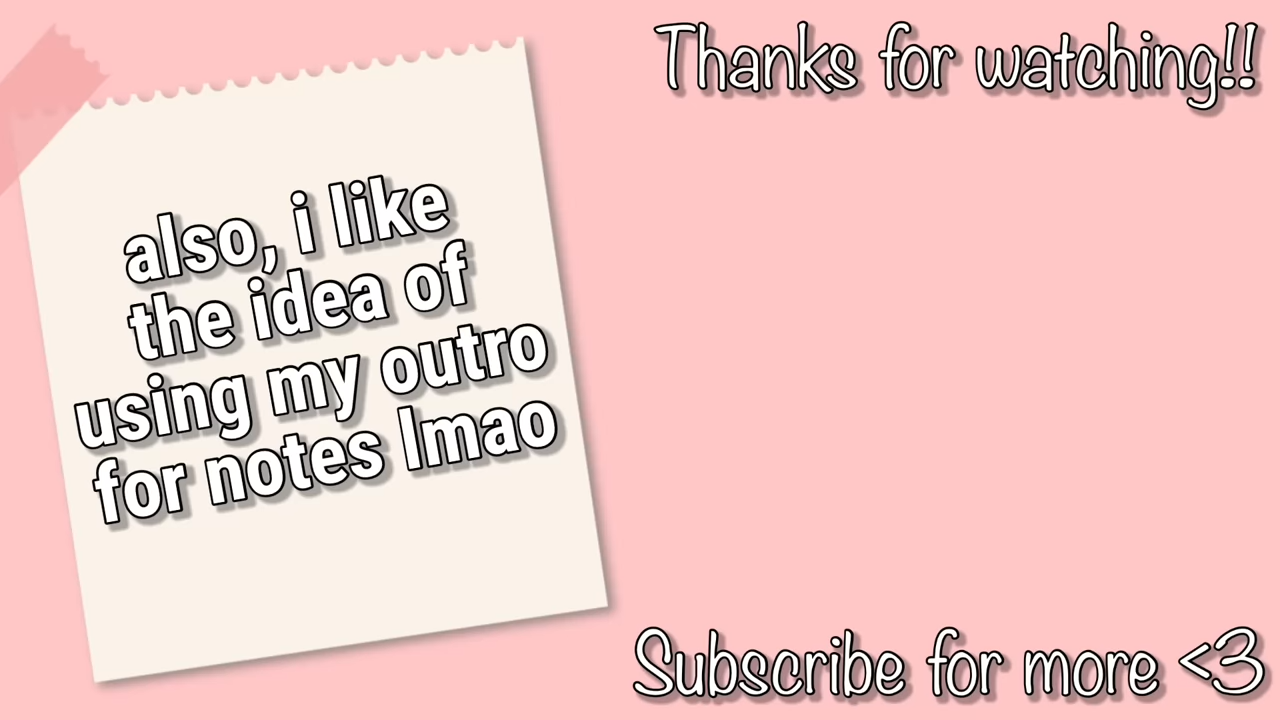 Thanks for watching!!
also, i like
the idea of
using my outro
for notes lmao
Subscribe for more <3